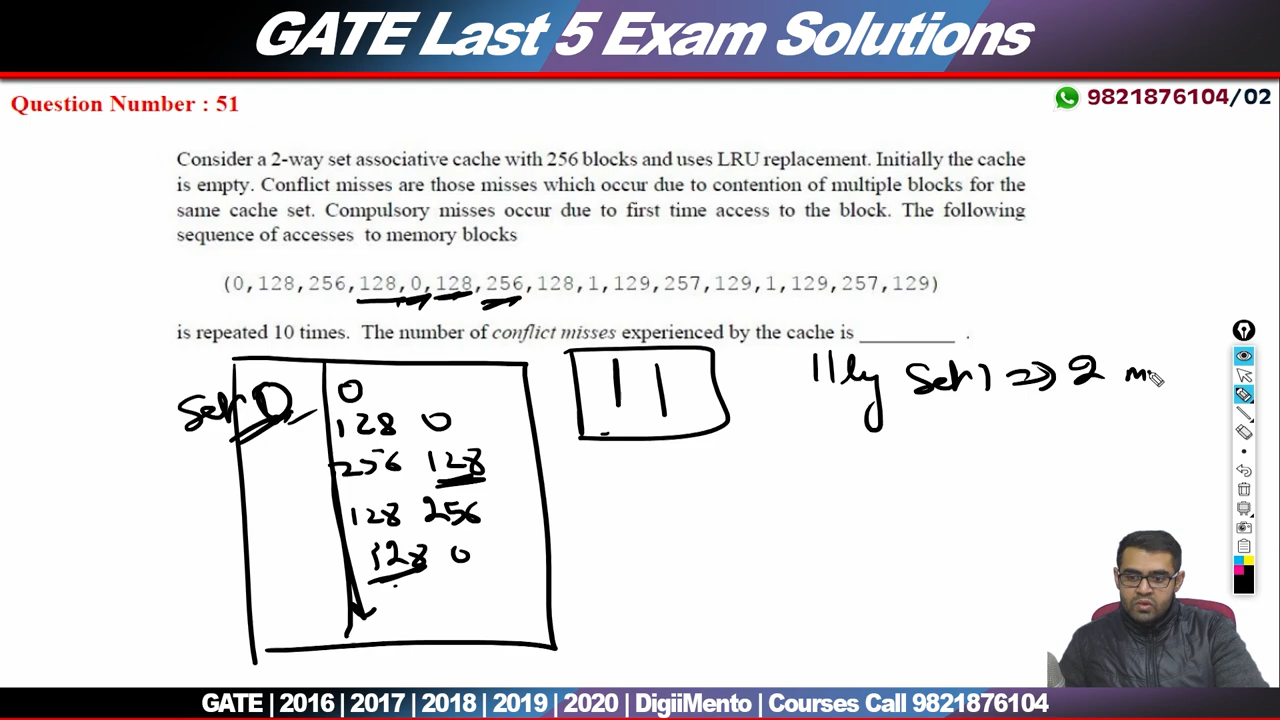 GATE Last 5 Exam Solutions
Question Number : 51
9821876104/02
Consider a 2-way set associative cache with 256 blocks and uses LRU replacement. Initially the cache
is empty. Conflict misses are those misses which occur due to contention of multiple blocks for the
same cache set. Compulsory misses occur due to first time access to the block. The following
sequence of accesses to memory blocks
(0,128,256,128,0,128,256,128,1,129,257,129,1,129,257,129)
is repeated 10 times. The number of conflict misses experienced by the cache is __________ .
Set 0
0
128 0
256 128
128 256
128 0
| |
||ly Set 1 => 2 mi
GATE | 2016 | 2017 | 2018 | 2019 | 2020 | DigiiMento | Courses Call 9821876104